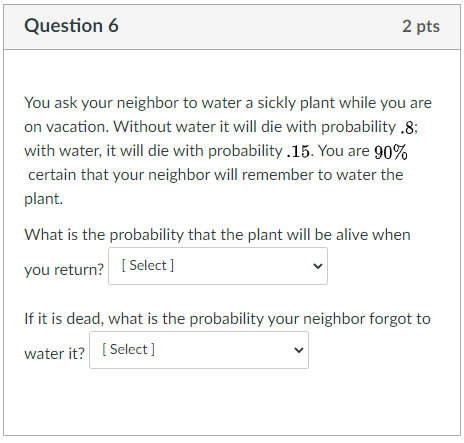 Question 6 2 pts
You ask your neighbor to water a sickly plant while you are
on vacation. Without water it will die with probability .8;
with water, it will die with probability .15. You are 90%
certain that your neighbor will remember to water the
plant.
What is the probability that the plant will be alive when
you return? [ Select ]
If it is dead, what is the probability your neighbor forgot to
water it? [ Select ]